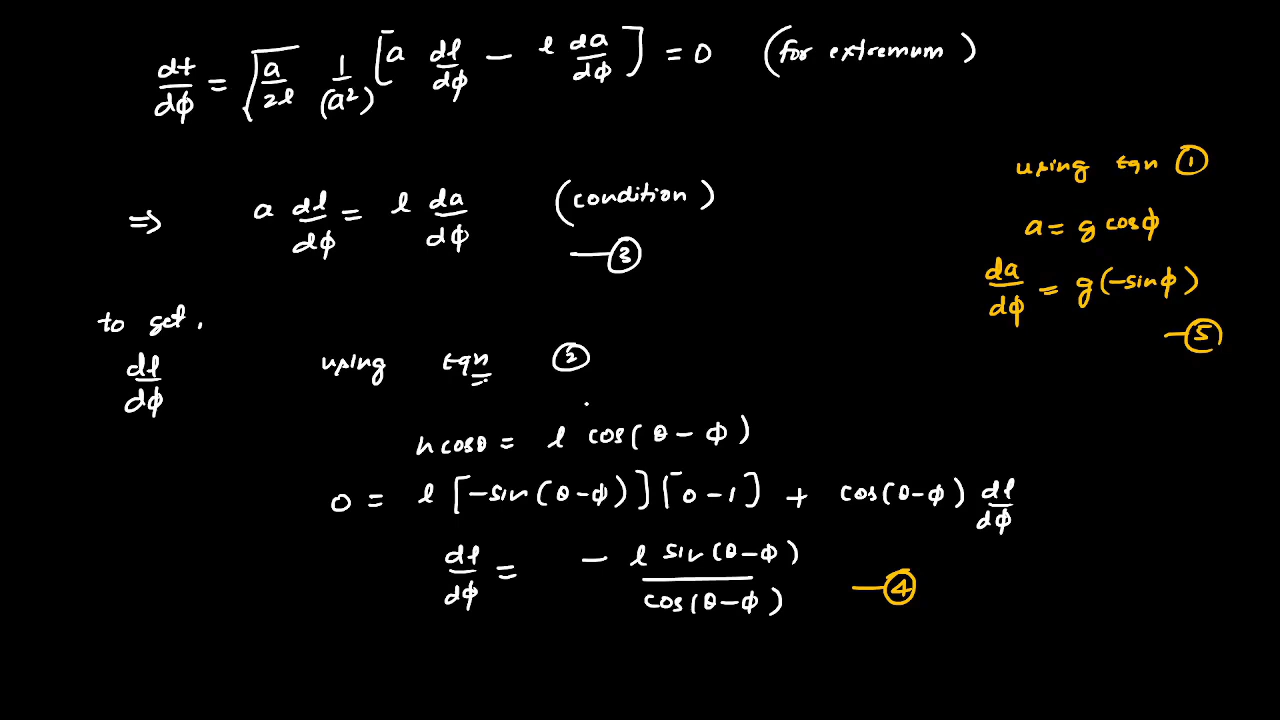 dt/dϕ = √(a/2l) 1/(a²) [a dl/dϕ − l da/dϕ] = 0 (for extremum)
⇒ a dl/dϕ = l da/dϕ (condition)
—③
using eqn ①
a = g cosϕ
da/dϕ = g(−sinϕ)
—⑤
to get.
dl/dϕ
using eqn ②
h cosθ = l cos(θ − ϕ)
0 = l [−sin(θ−ϕ)][0−1] + cos(θ−ϕ) dl/dϕ
dl/dϕ = − l sin(θ−ϕ)/cos(θ−ϕ)
—④